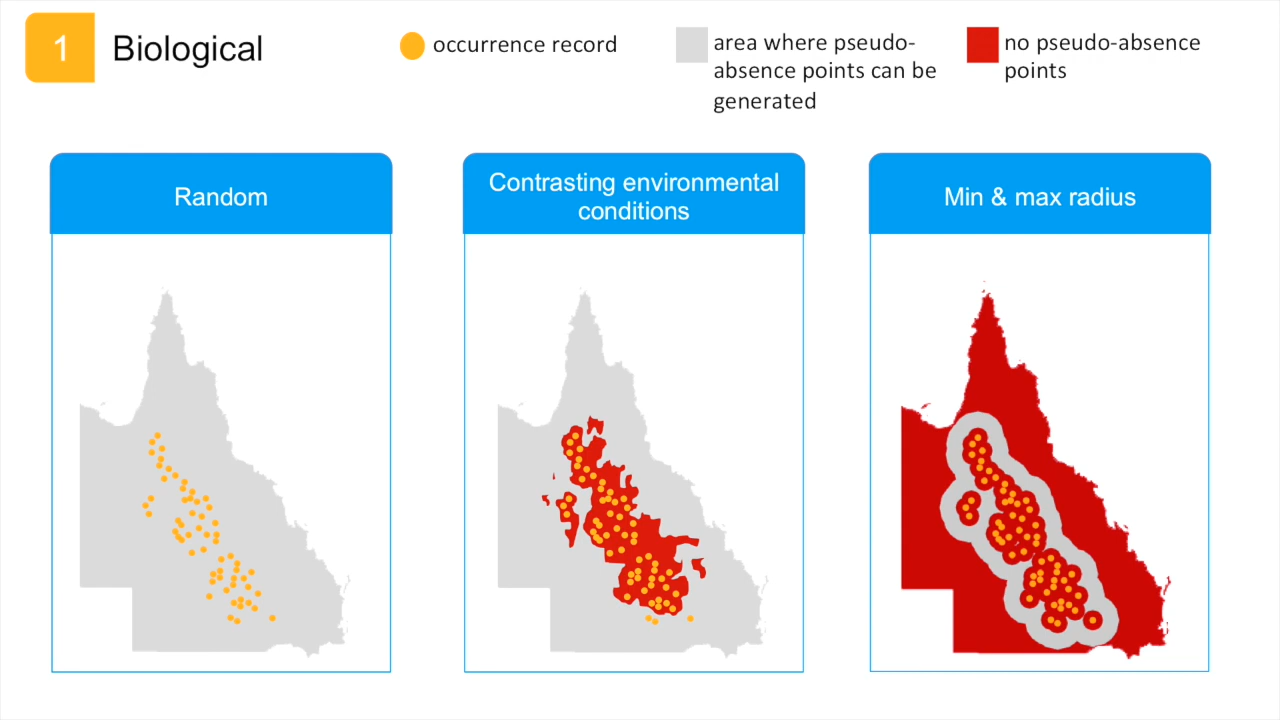 1
Biological
occurrence record
area where pseudo-
absence points can be
generated
no pseudo-absence
points
Random
Contrasting environmental
conditions
Min & max radius